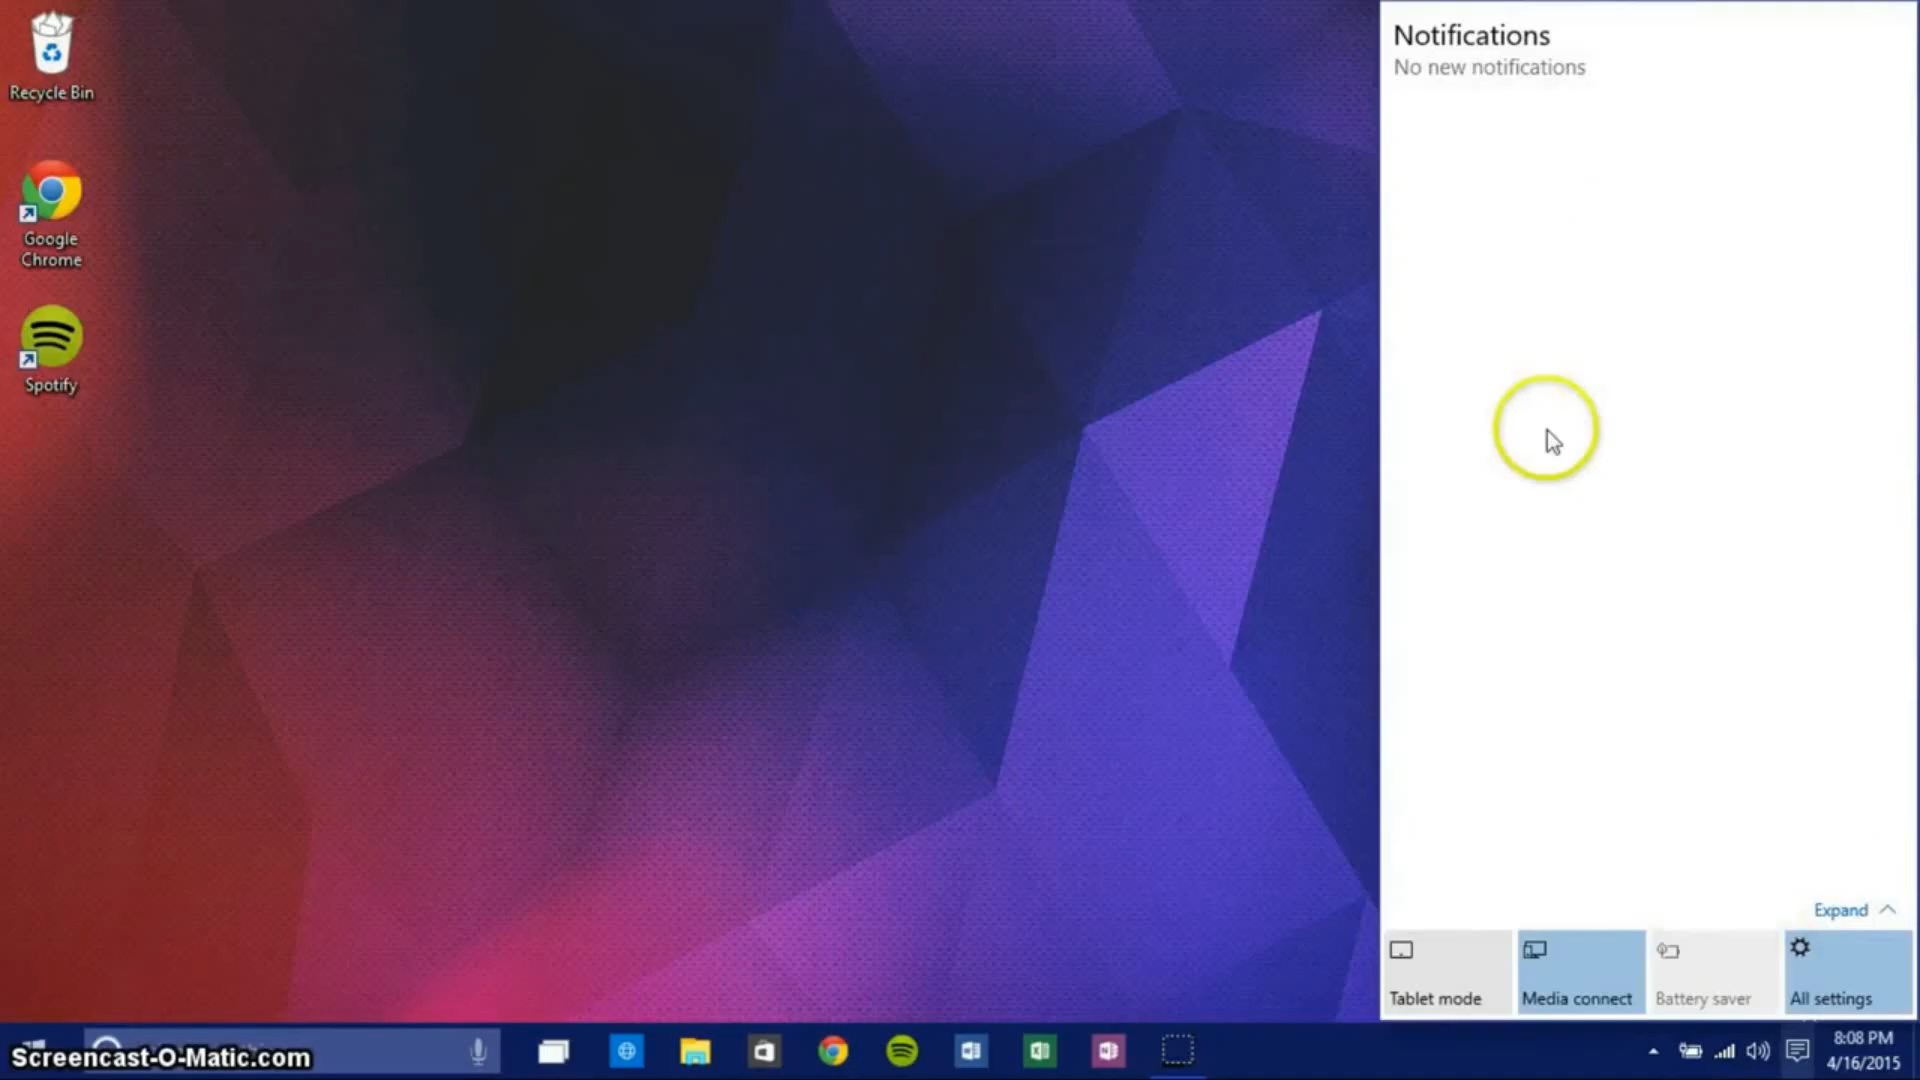 Recycle Bin
Google
Chrome
Spotify
Notifications
No new notifications
Expand
Tablet mode
Media connect
Battery saver
All settings
Screencast-O-Matic.com
8:08 PM
4/16/2015